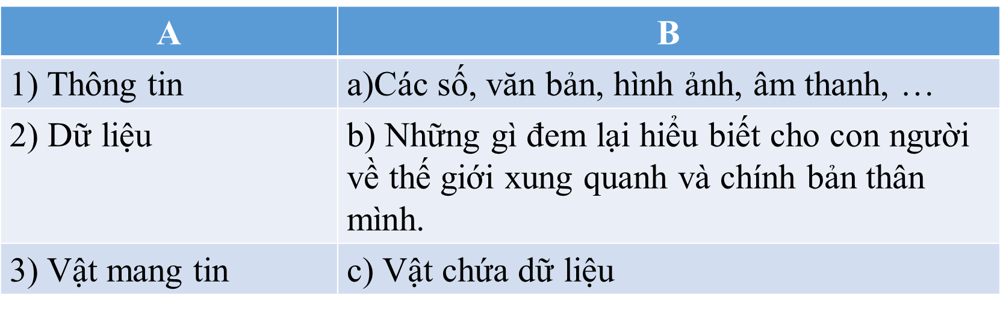 A
B
1) Thông tin
a)Các số, văn bản, hình ảnh, âm thanh, …
2) Dữ liệu
b) Những gì đem lại hiểu biết cho con người
về thế giới xung quanh và chính bản thân
mình.
3) Vật mang tin
c) Vật chứa dữ liệu